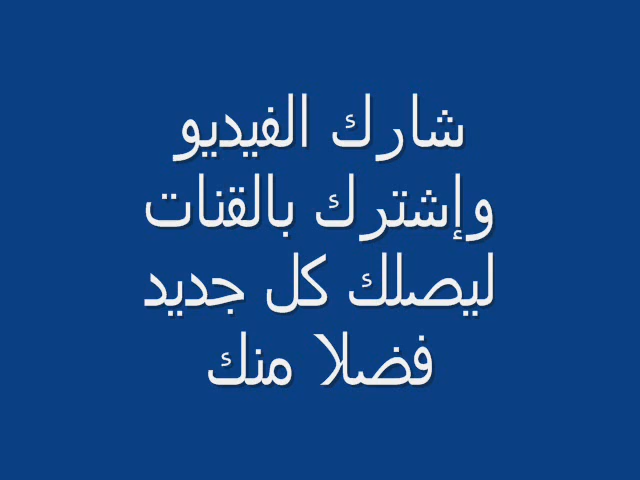 شارك الفيديو
وإشترك بالقنات
ليصلك كل جديد
فضلا منك